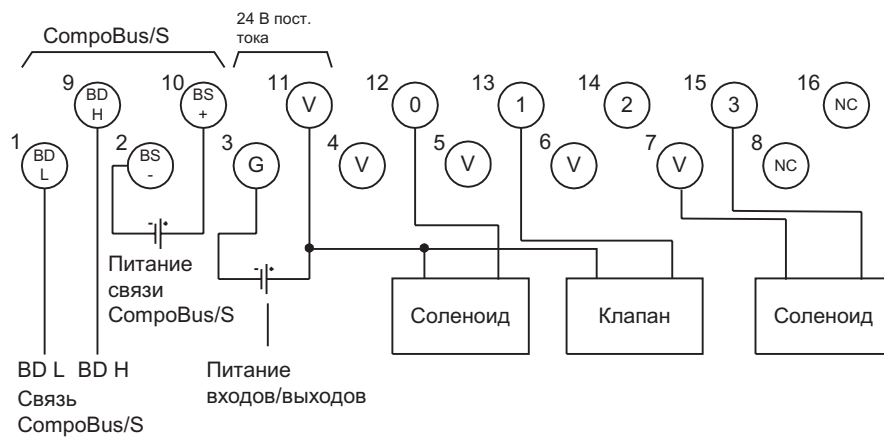 24 В пост.
тока
CompoBus/S
9 10 11 12 13 14 15 16
BD H
BS +
V
0
1
2
3
NC
1 2 3 4 5 6 7 8
BD L
BS -
G
V
V
V
V
NC
- +
- +
Питание
связи
CompoBus/S
Соленоид
Клапан
Соленоид
BD L BD H
Связь
CompoBus/S
Питание
входов/выходов